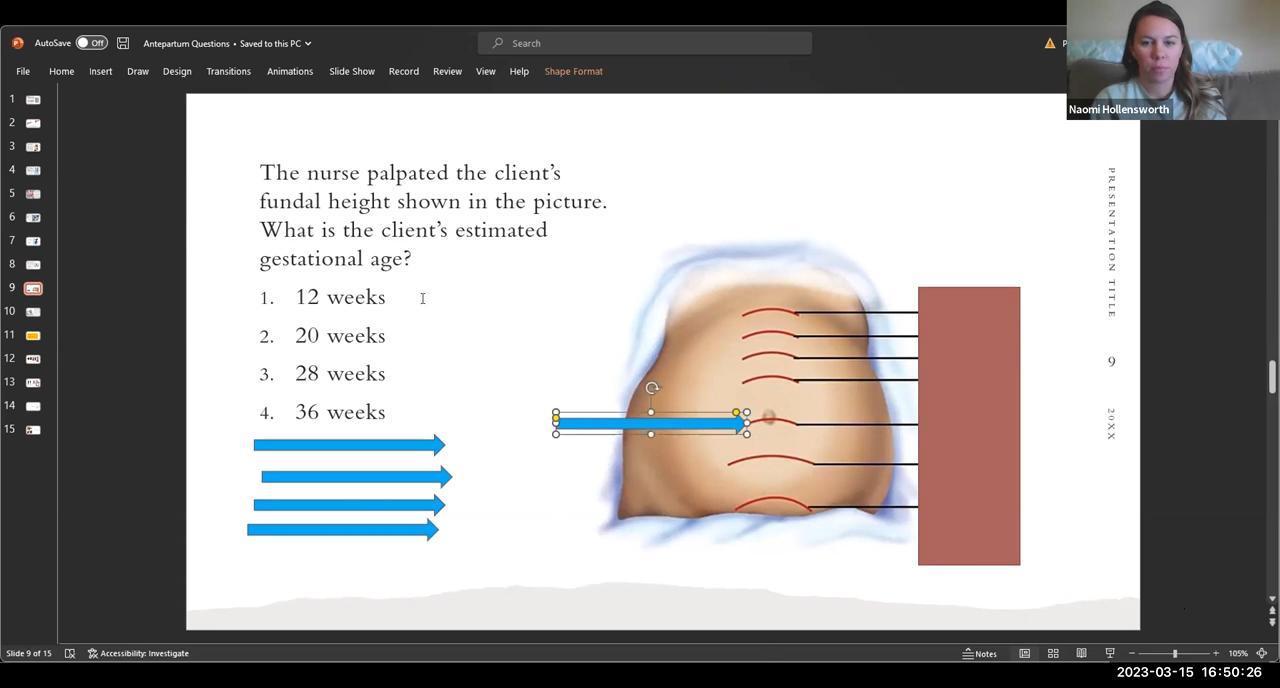 AutoSave Off Antepartum Questions • Saved to this PC Search P
File Home Insert Draw Design Transitions Animations Slide Show Record Review View Help Shape Format
Naomi Hollensworth
1
2
3
4
5
6
7
8
9
10
11
12
13
14
15
The nurse palpated the client’s
fundal height shown in the picture.
What is the client’s estimated
gestational age?
1. 12 weeks
2. 20 weeks
3. 28 weeks
4. 36 weeks
PRESENTATION TITLE
9
20XX
Slide 9 of 15 Accessibility: Investigate Notes 105%
2023-03-15 16:50:26